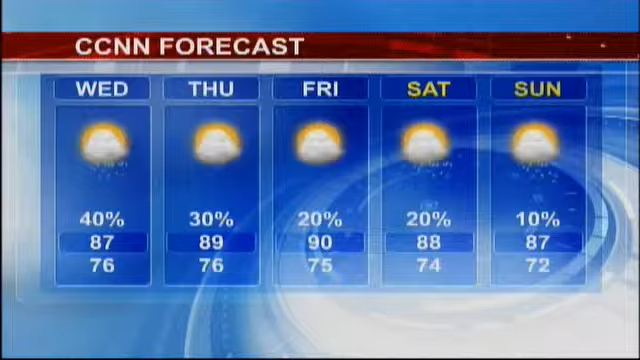 CCNN FORECAST
WED THU FRI SAT SUN
40% 30% 20% 20% 10%
87 89 90 88 87
76 76 75 74 72